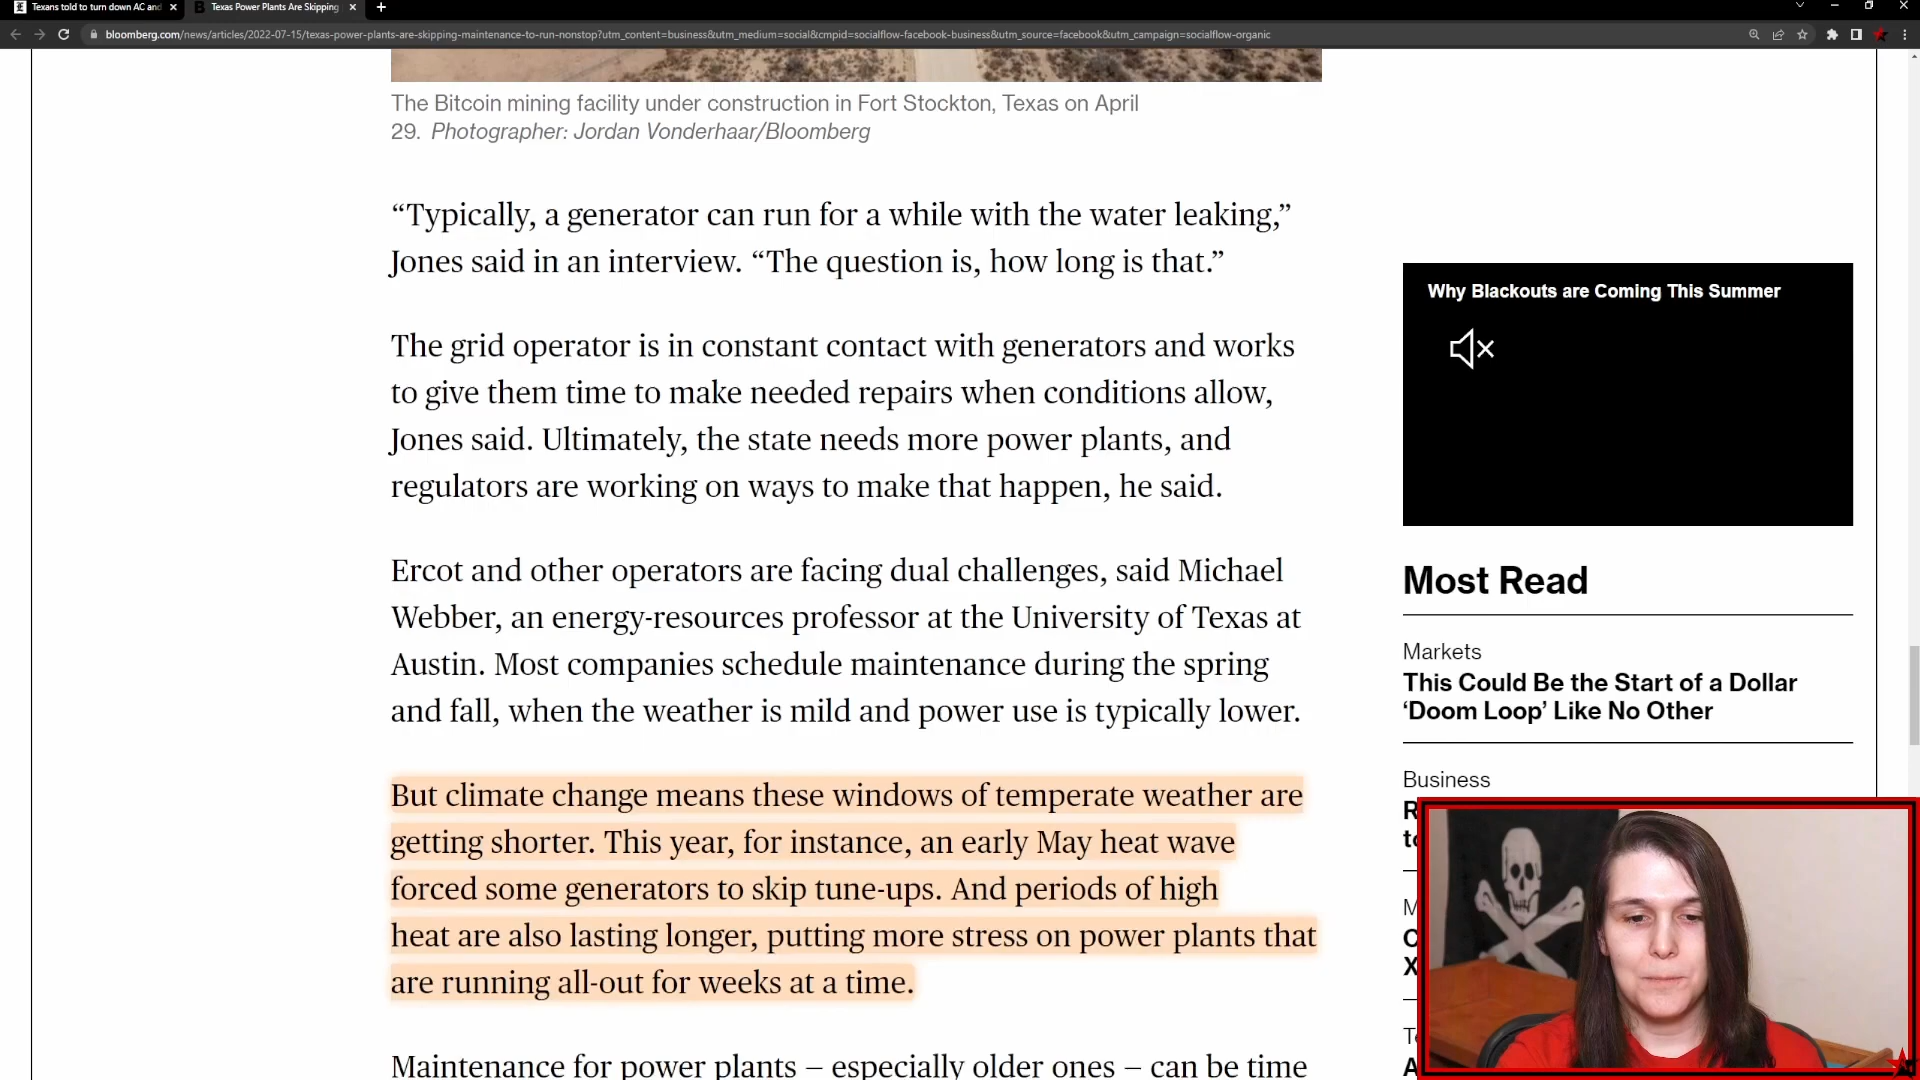 Texans told to turn down AC and
Texas Power Plants Are Skipping
bloomberg.com/news/articles/2022-07-15/texas-power-plants-are-skipping-maintenance-to-run-nonstop?utm_content=business&utm_medium=social&cmpid=socialflow-facebook-business&utm_source=facebook&utm_campaign=socialflow-organic
The Bitcoin mining facility under construction in Fort Stockton, Texas on April
29. Photographer: Jordan Vonderhaar/Bloomberg
“Typically, a generator can run for a while with the water leaking,”
Jones said in an interview. “The question is, how long is that.”
The grid operator is in constant contact with generators and works
to give them time to make needed repairs when conditions allow,
Jones said. Ultimately, the state needs more power plants, and
regulators are working on ways to make that happen, he said.
Ercot and other operators are facing dual challenges, said Michael
Webber, an energy-resources professor at the University of Texas at
Austin. Most companies schedule maintenance during the spring
and fall, when the weather is mild and power use is typically lower.
But climate change means these windows of temperate weather are
getting shorter. This year, for instance, an early May heat wave
forced some generators to skip tune-ups. And periods of high
heat are also lasting longer, putting more stress on power plants that
are running all-out for weeks at a time.
Maintenance for power plants – especially older ones – can be time
Why Blackouts are Coming This Summer
Most Read
Markets
This Could Be the Start of a Dollar
‘Doom Loop’ Like No Other
Business